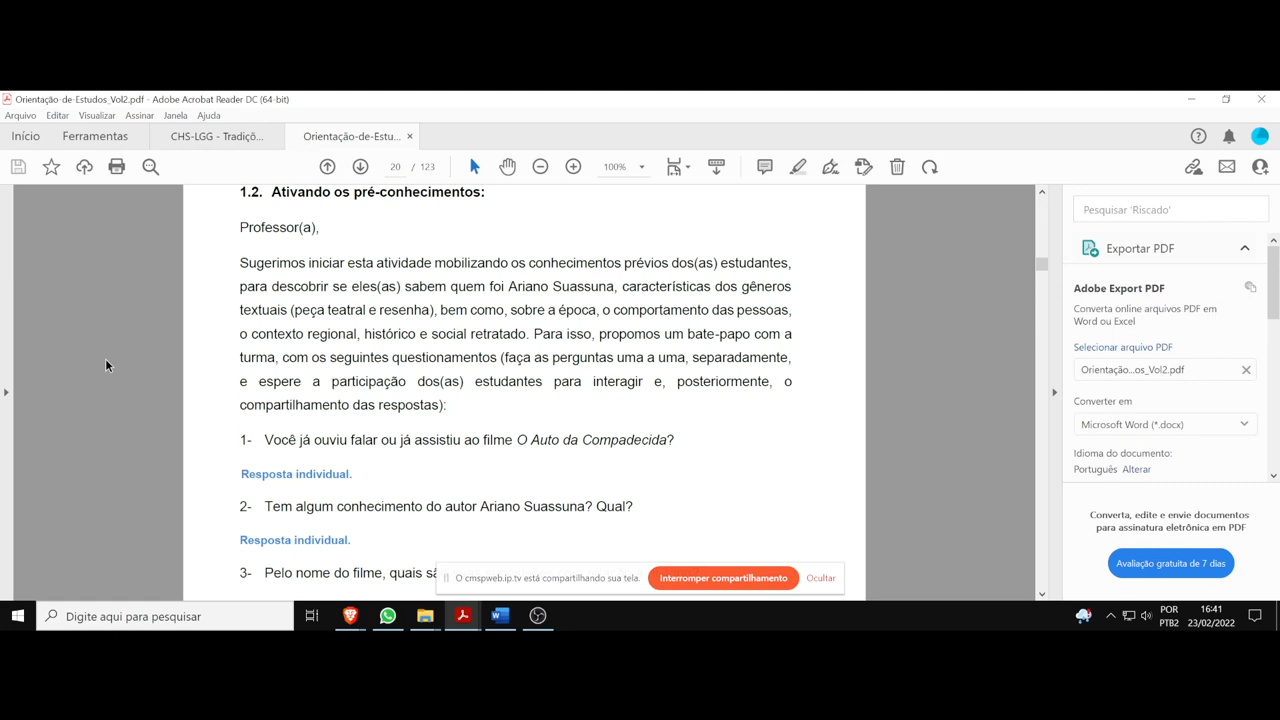 Orientação-de-Estudos_Vol2.pdf - Adobe Acrobat Reader DC (64-bit)
Arquivo Editar Visualizar Assinar Janela Ajuda
Início Ferramentas CHS-LGG - Tradiçõ... Orientação-de-Estu... ×
20 / 123 100%
1.2. Ativando os pré-conhecimentos:
Professor(a),
Sugerimos iniciar esta atividade mobilizando os conhecimentos prévios dos(as) estudantes,
para descobrir se eles(as) sabem quem foi Ariano Suassuna, características dos gêneros
textuais (peça teatral e resenha), bem como, sobre a época, o comportamento das pessoas,
o contexto regional, histórico e social retratado. Para isso, propomos um bate-papo com a
turma, com os seguintes questionamentos (faça as perguntas uma a uma, separadamente,
e espere a participação dos(as) estudantes para interagir e, posteriormente, o
compartilhamento das respostas):
1- Você já ouviu falar ou já assistiu ao filme O Auto da Compadecida?
Resposta individual.
2- Tem algum conhecimento do autor Ariano Suassuna? Qual?
Resposta individual.
3- Pelo nome do filme, quais
O cmspweb.ip.tv está compartilhando sua tela. Interromper compartilhamento Ocultar
Pesquisar 'Riscado'
Exportar PDF
Adobe Export PDF
Converta online arquivos PDF em
Word ou Excel
Selecionar arquivo PDF
Orientação...os_Vol2.pdf
Converter em
Microsoft Word (*.docx)
Idioma do documento:
Português Alterar
Converta, edite e envie documentos
para assinatura eletrônica em PDF
Avaliação gratuita de 7 dias
Digite aqui para pesquisar
POR
PTB2
16:41
23/02/2022